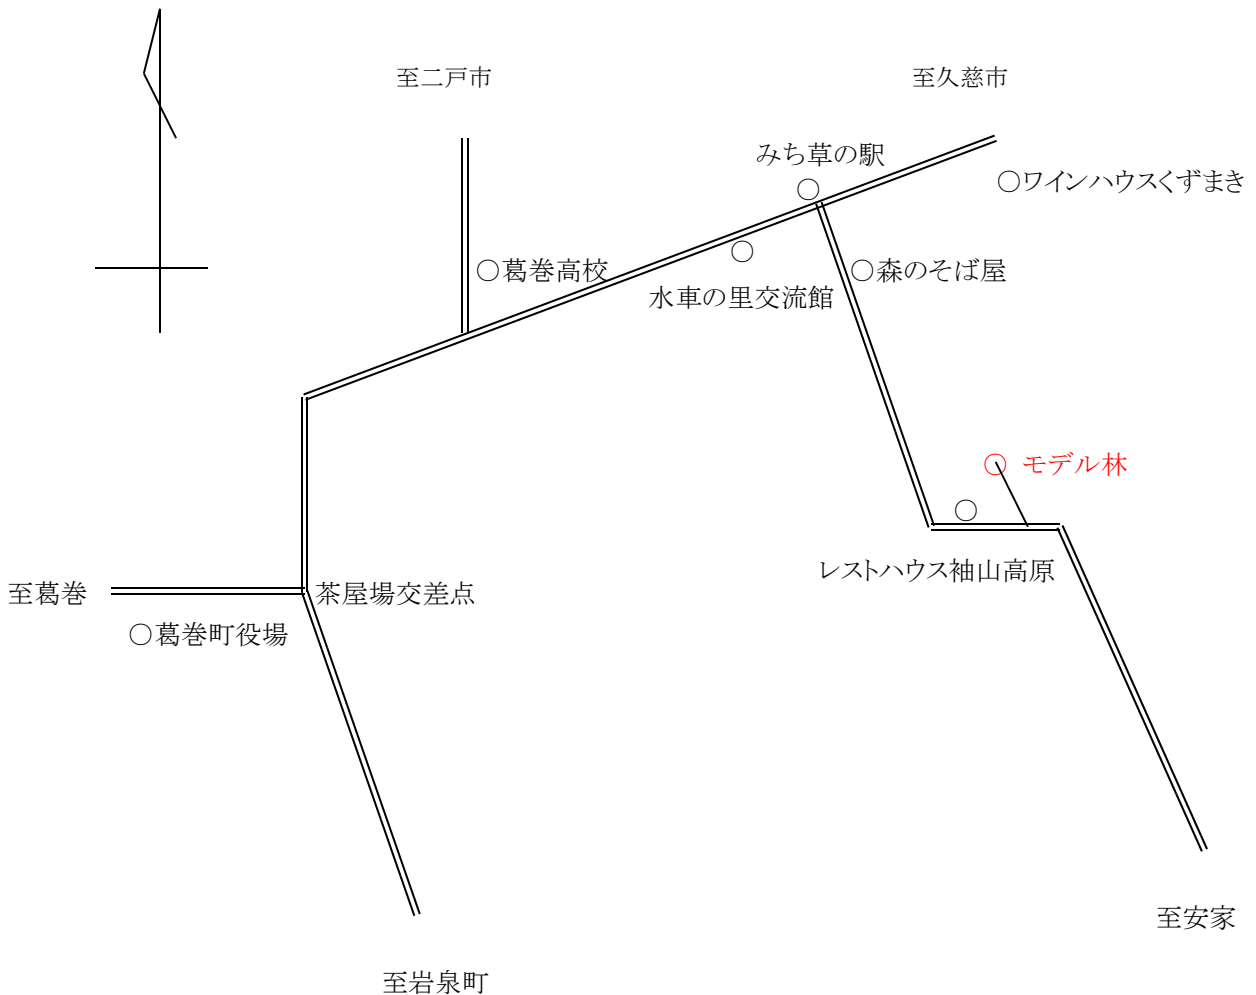 至二戸市
至久慈市
みち草の駅
○ワインハウスくずまき
○葛巻高校
○森のそば屋
水車の里交流館
○ モデル林
レストハウス袖山高原
至葛巻
茶屋場交差点
○葛巻町役場
至安家
至岩泉町